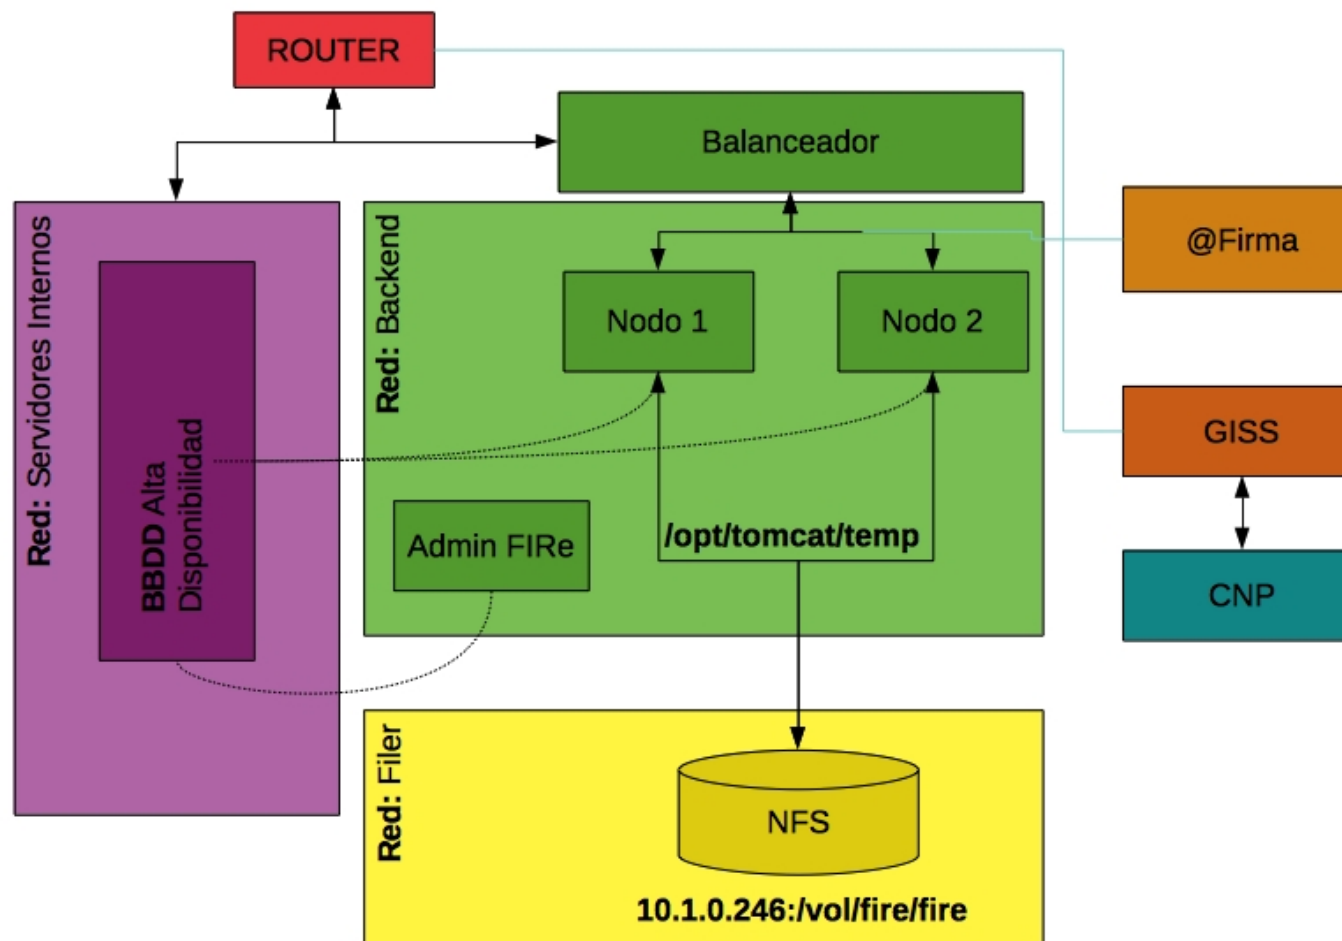 ROUTER
Balanceador
Red: Servidores Internos
BBDD Alta
Disponibilidad
Red: Backend
Nodo 1
Nodo 2
@Firma
GISS
CNP
Admin FIRe
/opt/tomcat/temp
Red: Filer
NFS
10.1.0.246:/vol/fire/fire